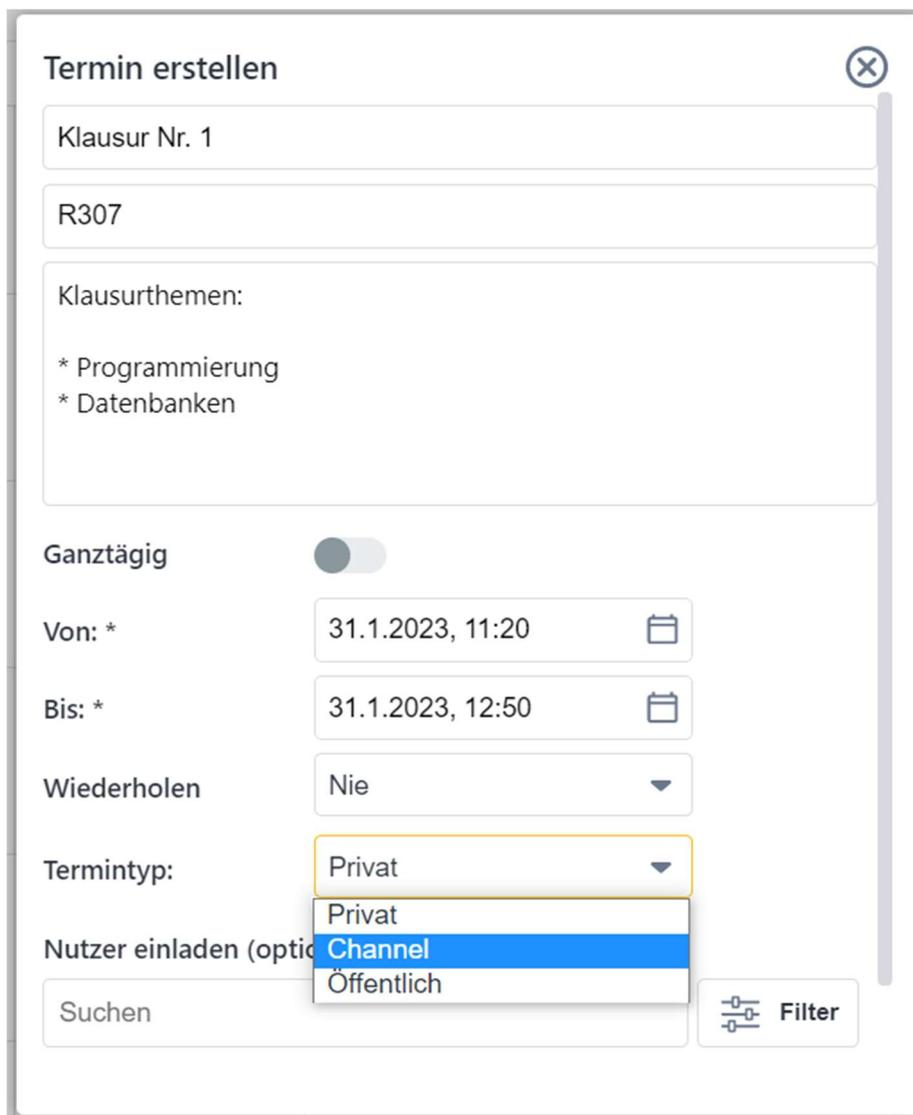 Termin erstellen
Klausur Nr. 1
R307
Klausurthemen:
* Programmierung
* Datenbanken
Ganztägig
Von: * 31.1.2023, 11:20
Bis: * 31.1.2023, 12:50
Wiederholen Nie
Termintyp: Privat
Privat
Nutzer einladen Channel
Öffentlich
Suchen Filter